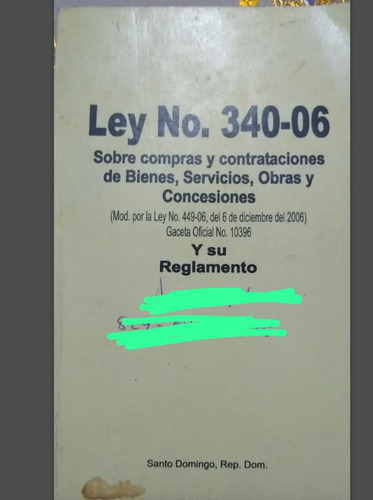 Ley No. 340-06
Sobre compras y contrataciones
de Bienes, Servicios, Obras y
Concesiones
(Mod. por la Ley No. 449-06, del 6 de diciembre del 2006)
Gaceta Oficial No. 10396
Y su
Reglamento
Santo Domingo, Rep. Dom.